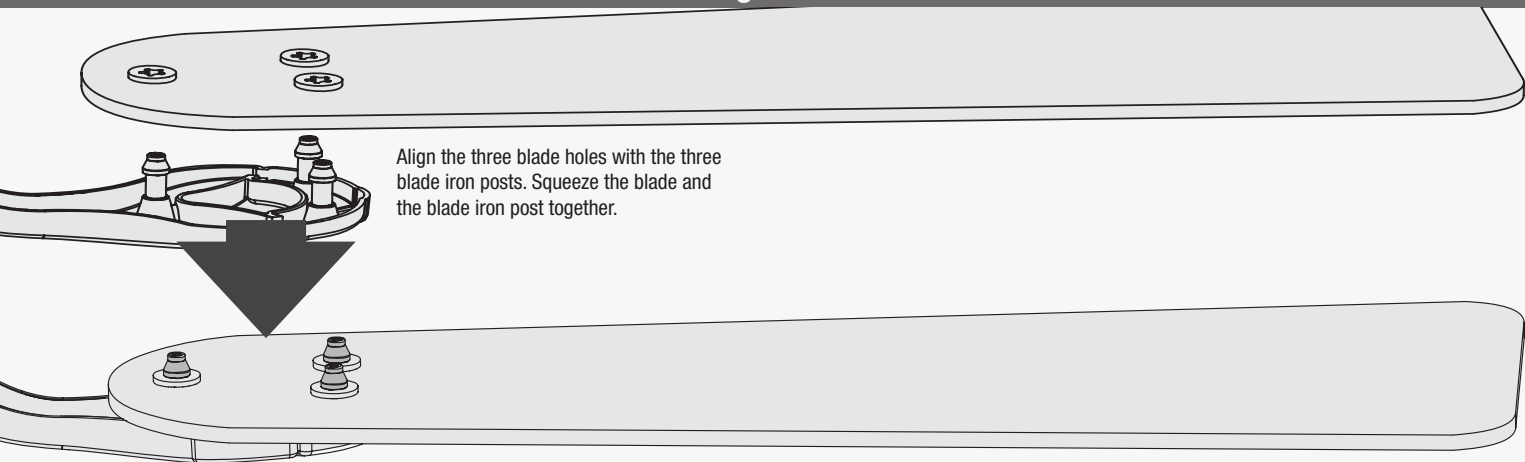 Align the three blade holes with the three
blade iron posts. Squeeze the blade and
the blade iron post together.